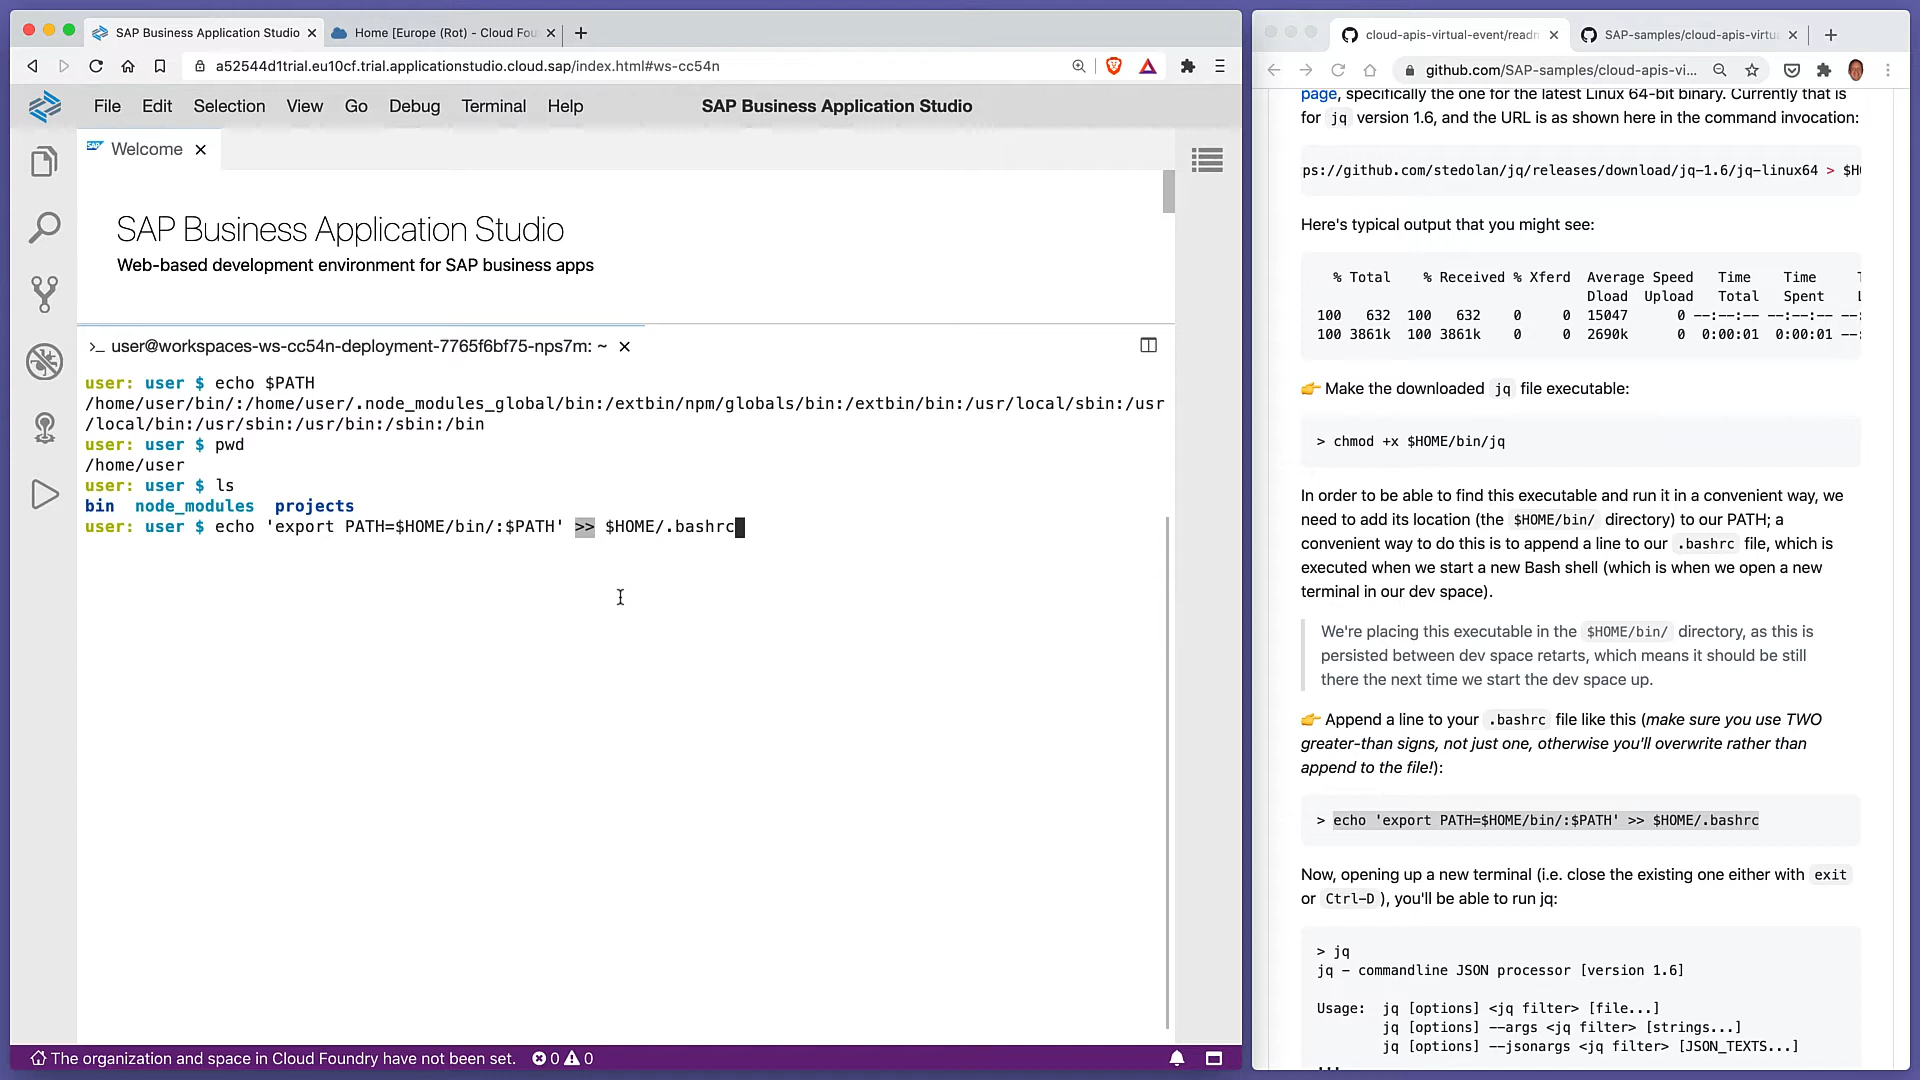 SAP Business Application Studio
Home [Europe (Rot) - Cloud Fou
a52544d1trial.eu10cf.trial.applicationstudio.cloud.sap/index.html#ws-cc54n
File Edit Selection View Go Debug Terminal Help SAP Business Application Studio
Welcome
SAP Business Application Studio
Web-based development environment for SAP business apps
>_ user@workspaces-ws-cc54n-deployment-7765f6bf75-nps7m: ~
user: user $ echo $PATH
/home/user/bin/:/home/user/.node_modules_global/bin:/extbin/npm/globals/bin:/extbin/bin:/usr/local/sbin:/usr
/local/bin:/usr/sbin:/usr/bin:/sbin:/bin
user: user $ pwd
/home/user
user: user $ ls
bin node_modules projects
user: user $ echo 'export PATH=$HOME/bin/:$PATH' >> $HOME/.bashrc
The organization and space in Cloud Foundry have not been set. 0 0
cloud-apis-virtual-event/readn
SAP-samples/cloud-apis-virtu
github.com/SAP-samples/cloud-apis-vi...
page, specifically the one for the latest Linux 64-bit binary. Currently that is
for jq version 1.6, and the URL is as shown here in the command invocation:
ps://github.com/stedolan/jq/releases/download/jq-1.6/jq-linux64 > $H
Here's typical output that you might see:
% Total % Received % Xferd Average Speed Time Time
Dload Upload Total Spent
100 632 100 632 0 0 15047 0 --:--:-- --:--:-- --:
100 3861k 100 3861k 0 0 2690k 0 0:00:01 0:00:01 --:
👉 Make the downloaded jq file executable:
> chmod +x $HOME/bin/jq
In order to be able to find this executable and run it in a convenient way, we
need to add its location (the $HOME/bin/ directory) to our PATH; a
convenient way to do this is to append a line to our .bashrc file, which is
executed when we start a new Bash shell (which is when we open a new
terminal in our dev space).
We're placing this executable in the $HOME/bin/ directory, as this is
persisted between dev space retarts, which means it should be still
there the next time we start the dev space up.
👉 Append a line to your .bashrc file like this (make sure you use TWO
greater-than signs, not just one, otherwise you'll overwrite rather than
append to the file!):
> echo 'export PATH=$HOME/bin/:$PATH' >> $HOME/.bashrc
Now, opening up a new terminal (i.e. close the existing one either with exit
or Ctrl-D ), you'll be able to run jq:
> jq
jq - commandline JSON processor [version 1.6]
Usage: jq [options] <jq filter> [file...]
jq [options] --args <jq filter> [strings...]
jq [options] --jsonargs <jq filter> [JSON_TEXTS...]